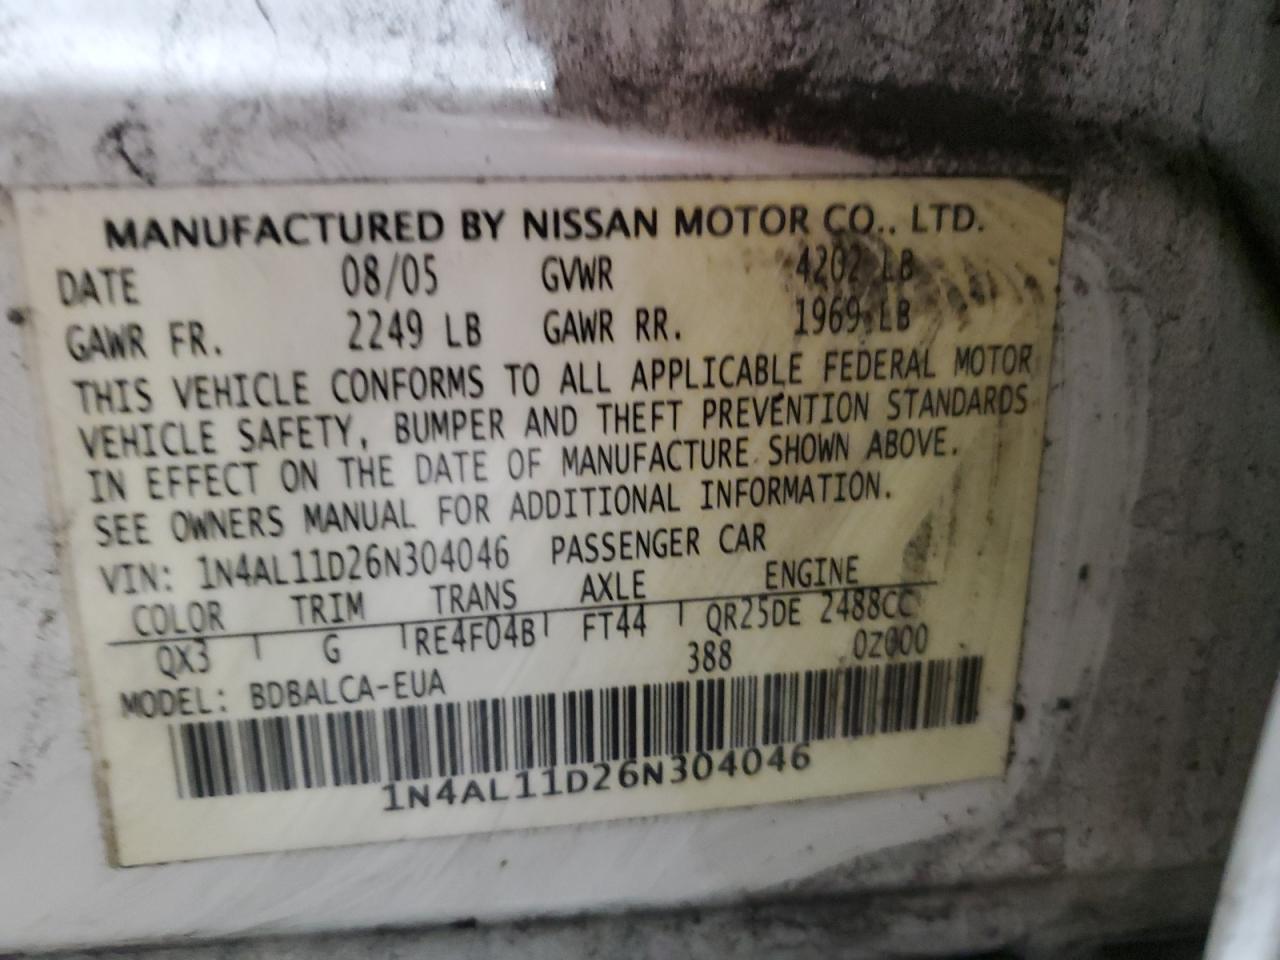 MANUFACTURED BY NISSAN MOTOR CO., LTD.
DATE 08/05 GVWR 4202 LB
GAWR FR. 2249 LB GAWR RR. 1969 LB
THIS VEHICLE CONFORMS TO ALL APPLICABLE FEDERAL MOTOR
VEHICLE SAFETY, BUMPER AND THEFT PREVENTION STANDARDS
IN EFFECT ON THE DATE OF MANUFACTURE SHOWN ABOVE.
SEE OWNERS MANUAL FOR ADDITIONAL INFORMATION.
VIN: 1N4AL11D26N304046 PASSENGER CAR
COLOR TRIM TRANS AXLE ENGINE
QX3 G RE4F04B FT44 QR25DE 2488CC
MODEL: BDBALCA-EUA 388 0Z000
1N4AL11D26N304046